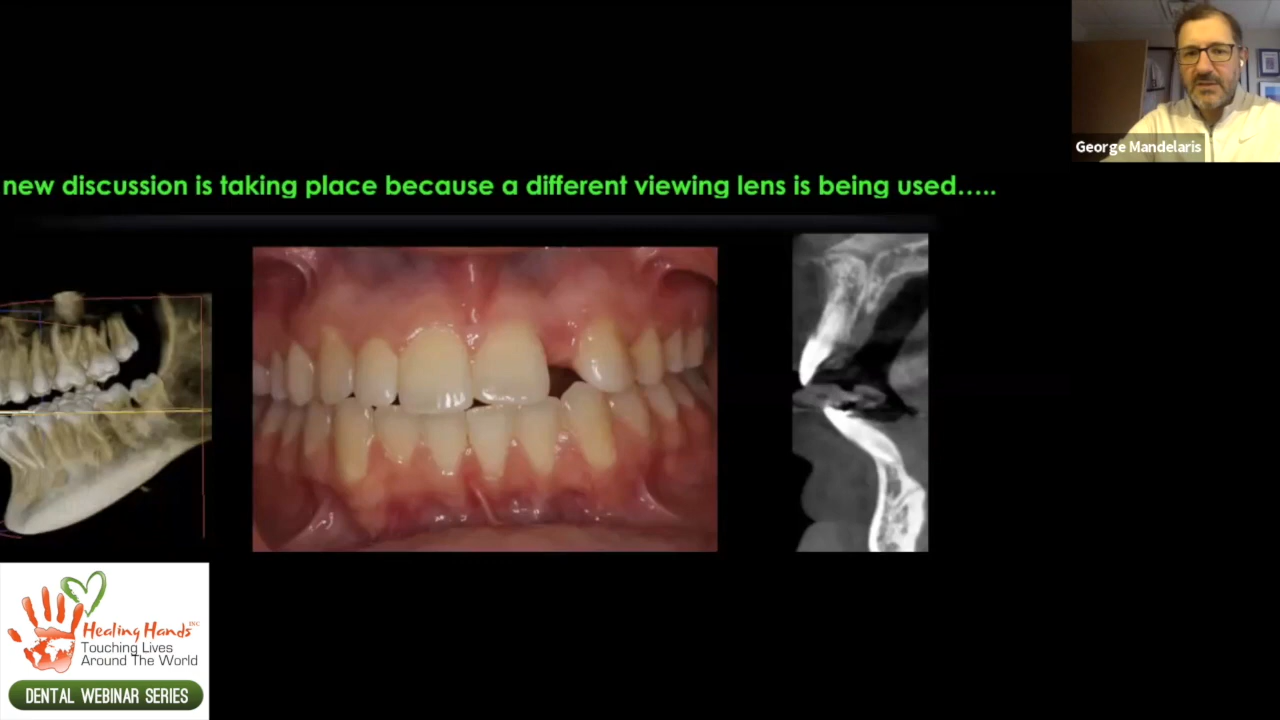 George Mandelaris
new discussion is taking place because a different viewing lens is being used.....
Healing Hands INC
Touching Lives
Around The World
DENTAL WEBINAR SERIES